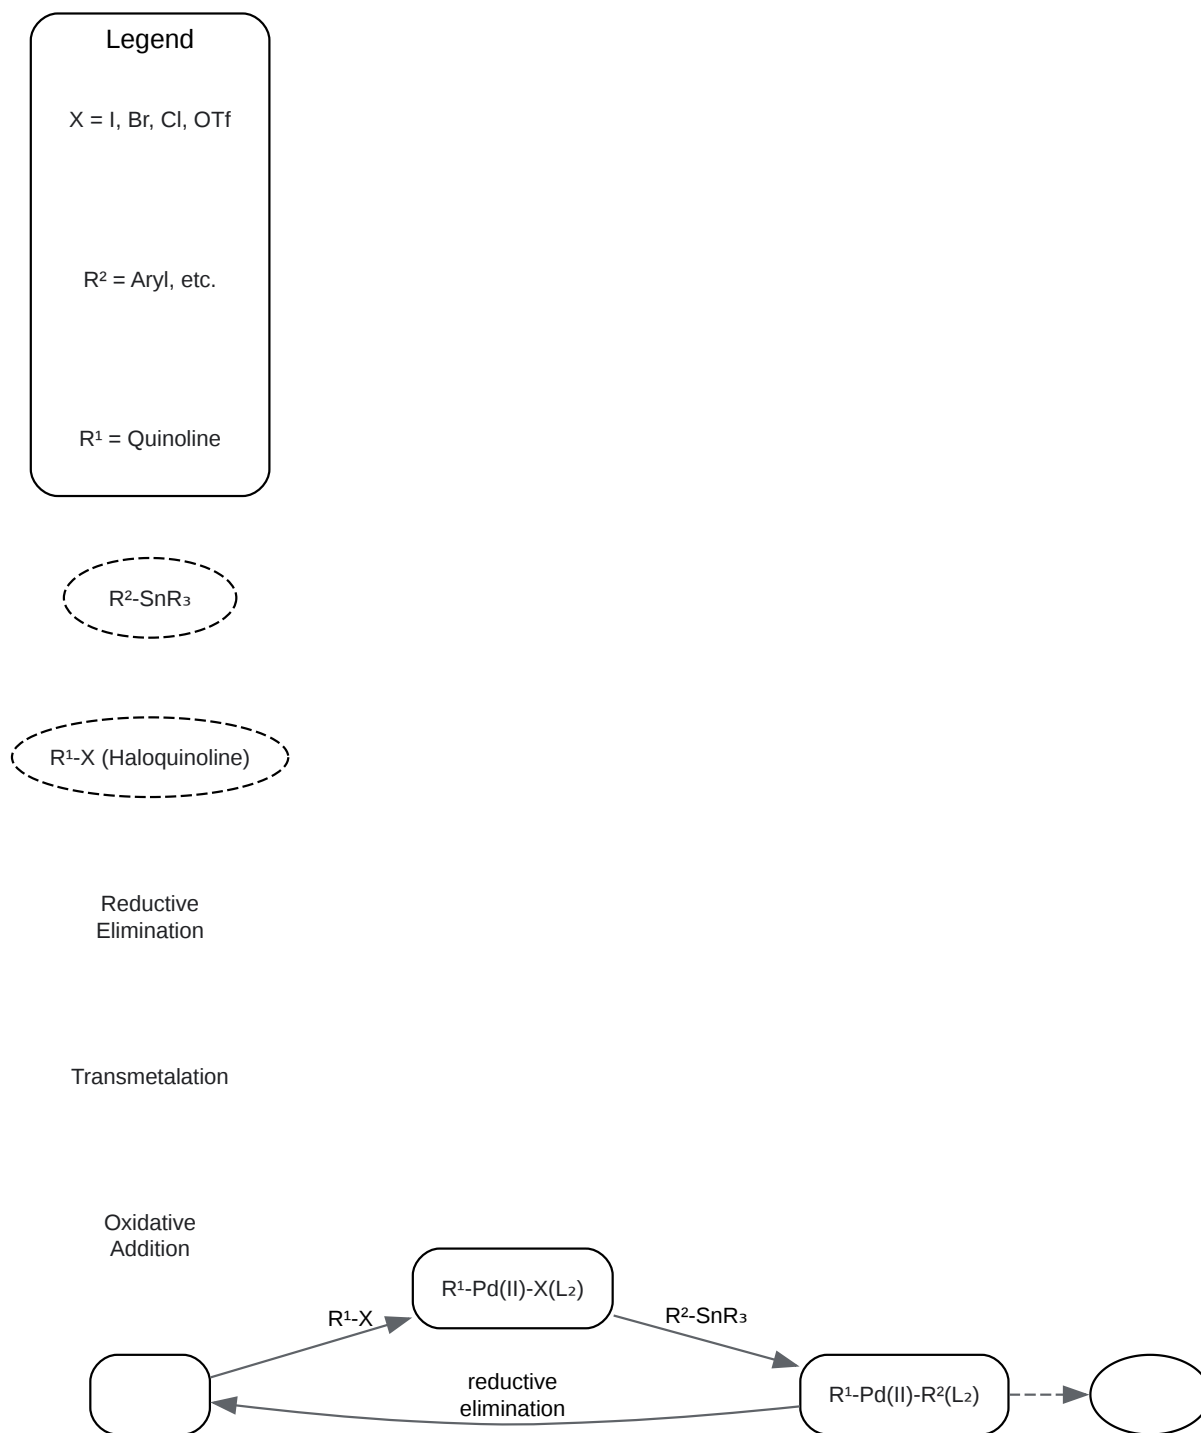 Legend
X = I, Br, Cl, OTf
R² = Aryl, etc.
R¹ = Quinoline
R²-SnR₃
R¹-X (Haloquinoline)
Reductive
Elimination
Transmetalation
Oxidative
Addition
R¹-Pd(II)-X(L₂)
R¹-X
R²-SnR₃
reductive
elimination
R¹-Pd(II)-R²(L₂)